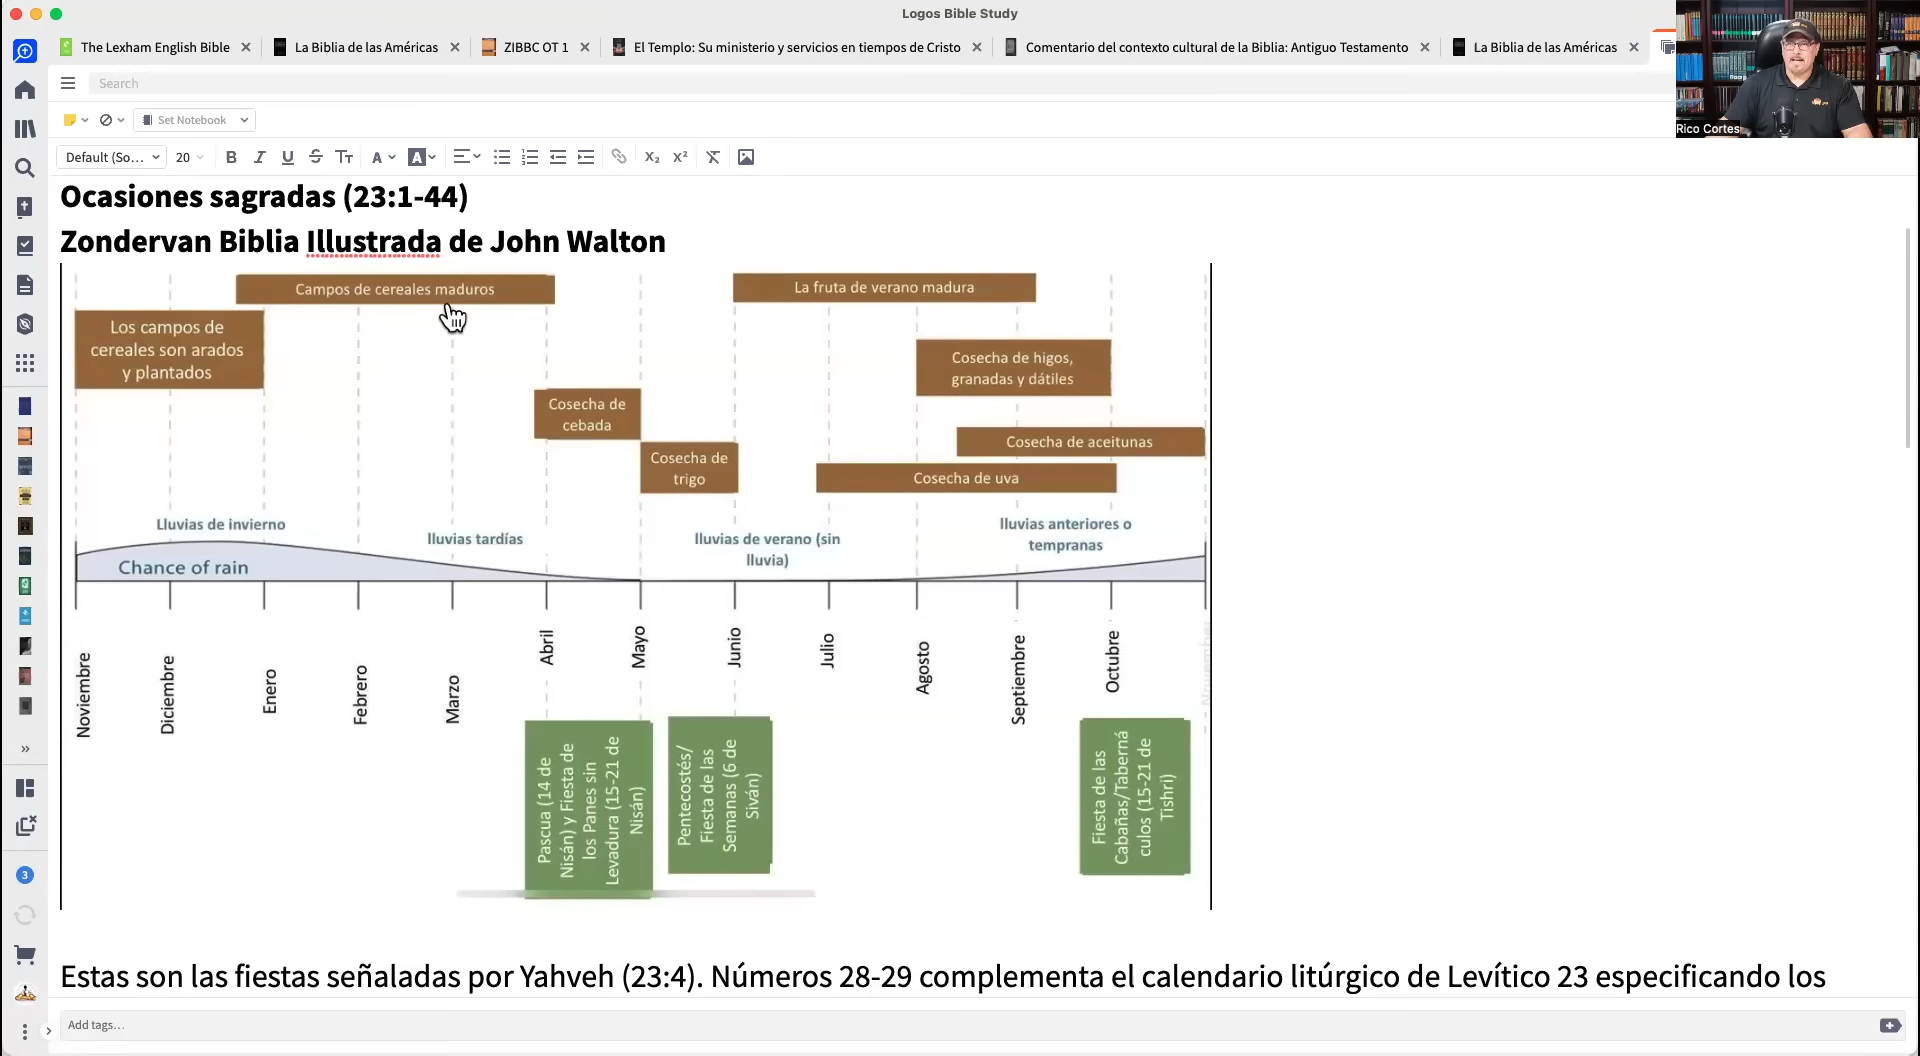 Logos Bible Study
The Lexham English Bible
La Biblia de las Américas
ZIBBC OT 1
El Templo: Su ministerio y servicios en tiempos de Cristo
Comentario del contexto cultural de la Biblia: Antiguo Testamento
La Biblia de las Américas
Search
Set Notebook
Rico Cortes
Default (So...
20
Ocasiones sagradas (23:1-44)
Zondervan Biblia Illustrada de John Walton
Campos de cereales maduros
La fruta de verano madura
Los campos de
cereales son arados
y plantados
Cosecha de higos,
granadas y dátiles
Cosecha de
cebada
Cosecha de aceitunas
Cosecha de
trigo
Cosecha de uva
Lluvias de invierno
lluvias tardías
lluvias de verano (sin
lluvia)
lluvias anteriores o
tempranas
Chance of rain
Noviembre
Diciembre
Enero
Febrero
Marzo
Abril
Mayo
Junio
Julio
Agosto
Septiembre
Octubre
November
Pascua (14 de
Nisán) y Fiesta de
los Panes sin
Levadura (15-21 de
Nisán)
Pentecostés/
Fiesta de las
Semanas (6 de
Siván)
Fiesta de las
Cabañas/Taberná
culos (15-21 de
Tishri)
Estas son las fiestas señaladas por Yahveh (23:4). Números 28-29 complementa el calendario litúrgico de Levítico 23 especificando los
3
Add tags...